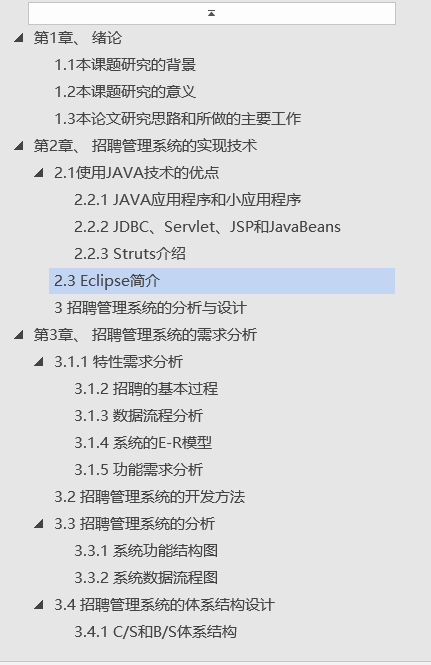 第1章、 绪论
1.1本课题研究的背景
1.2本课题研究的意义
1.3本论文研究思路和所做的主要工作
第2章、 招聘管理系统的实现技术
2.1使用JAVA技术的优点
2.2.1 JAVA应用程序和小应用程序
2.2.2 JDBC、Servlet、JSP和JavaBeans
2.2.3 Struts介绍
2.3 Eclipse简介
3 招聘管理系统的分析与设计
第3章、 招聘管理系统的需求分析
3.1.1 特性需求分析
3.1.2 招聘的基本过程
3.1.3 数据流程分析
3.1.4 系统的E-R模型
3.1.5 功能需求分析
3.2 招聘管理系统的开发方法
3.3 招聘管理系统的分析
3.3.1 系统功能结构图
3.3.2 系统数据流程图
3.4 招聘管理系统的体系结构设计
3.4.1 C/S和B/S体系结构